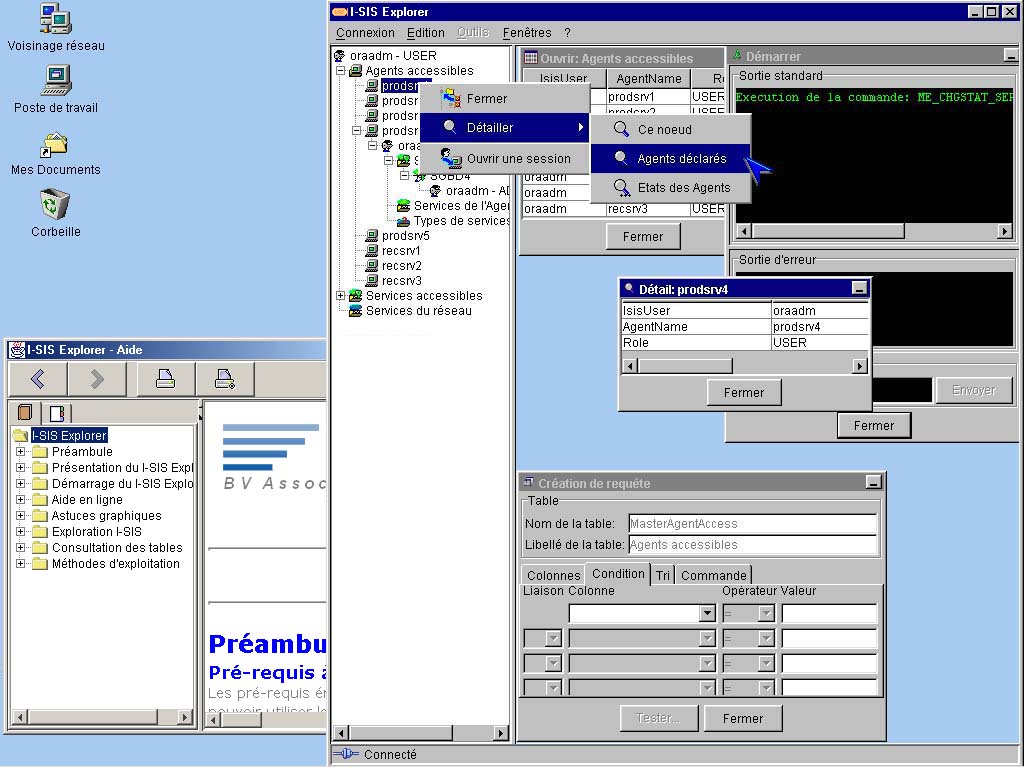 Voisinage réseau
Poste de travail
Mes Documents
Corbeille
I-SIS Explorer
Connexion Edition Outils Fenêtres ?
oraadm - USER
Agents accessibles
prodsrv5
recsrv1
recsrv2
recsrv3
Services accessibles
Services du réseau
SGBD4
oraadm - AD
Services de l'Agen
Types de services
Fermer
Détailler
Ouvrir une session
Ce noeud
Agents déclarés
Etats des Agents
Ouvrir: Agents accessibles
IsisUser AgentName
prodsrv1 USER
oraadm
oraadm
oraadm recsrv3 USER
Fermer
Démarrer
Sortie standard
Execution de la commande: ME_CHGSTAT_SER
Sortie d'erreur
Envoyer
Fermer
Détail: prodsrv4
IsisUser oraadm
AgentName prodsrv4
Role USER
Fermer
Création de requête
Table
Nom de la table: MasterAgentAccess
Libellé de la table: Agents accessibles
Colonnes Condition Tri Commande
Liaison Colonne Opérateur Valeur
=
=
=
=
Tester... Fermer
Connecté
I-SIS Explorer - Aide
I-SIS Explorer
Préambule
Présentation du I-SIS Expl
Démarrage du I-SIS Explo
Aide en ligne
Astuces graphiques
Exploration I-SIS
Consultation des tables
Méthodes d'exploitation
BV Assoc
Préambu
Pré-requis à
Les pré-requis én
pouvoir utiliser le